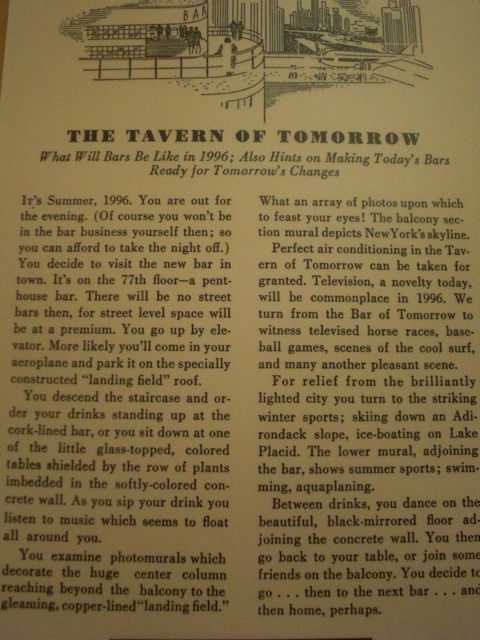 BAR
THE TAVERN OF TOMORROW
What Will Bars Be Like in 1996; Also Hints on Making Today's Bars
Ready for Tomorrow's Changes
It's Summer, 1996. You are out for
the evening. (Of course you won't be
in the bar business yourself then; so
you can afford to take the night off.)
You decide to visit the new bar in
town. It's on the 77th floor—a pent-
house bar. There will be no street
bars then, for street level space will
be at a premium. You go up by ele-
vator. More likely you'll come in your
aeroplane and park it on the specially
constructed "landing field" roof.
You descend the staircase and or-
der your drinks standing up at the
cork-lined bar, or you sit down at one
of the little glass-topped, colored
tables shielded by the row of plants
imbedded in the softly-colored con-
crete wall. As you sip your drink you
listen to music which seems to float
all around you.
You examine photomurals which
decorate the huge center column
reaching beyond the balcony to the
gleaming, copper-lined "landing field."
What an array of photos upon which
to feast your eyes! The balcony sec-
tion mural depicts New York's skyline.
Perfect air conditioning in the Tav-
ern of Tomorrow can be taken for
granted. Television, a novelty today,
will be commonplace in 1996. We
turn from the Bar of Tomorrow to
witness televised horse races, base-
ball games, scenes of the cool surf,
and many another pleasant scene.
For relief from the brilliantly
lighted city you turn to the striking
winter sports; skiing down an Adi-
rondack slope, ice-boating on Lake
Placid. The lower mural, adjoining
the bar, shows summer sports; swim-
ming, aquaplaning.
Between drinks, you dance on the
beautiful, black-mirrored floor ad-
joining the concrete wall. You then
go back to your table, or join some
friends on the balcony. You decide to
go . . . then to the next bar . . . and
then home, perhaps.